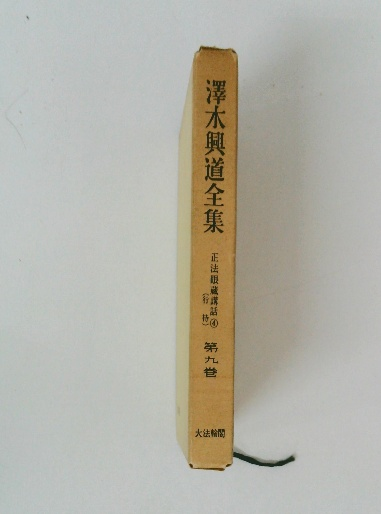 澤木興道全集
正法眼蔵講話④
(行持)
第九巻
大法輪閣